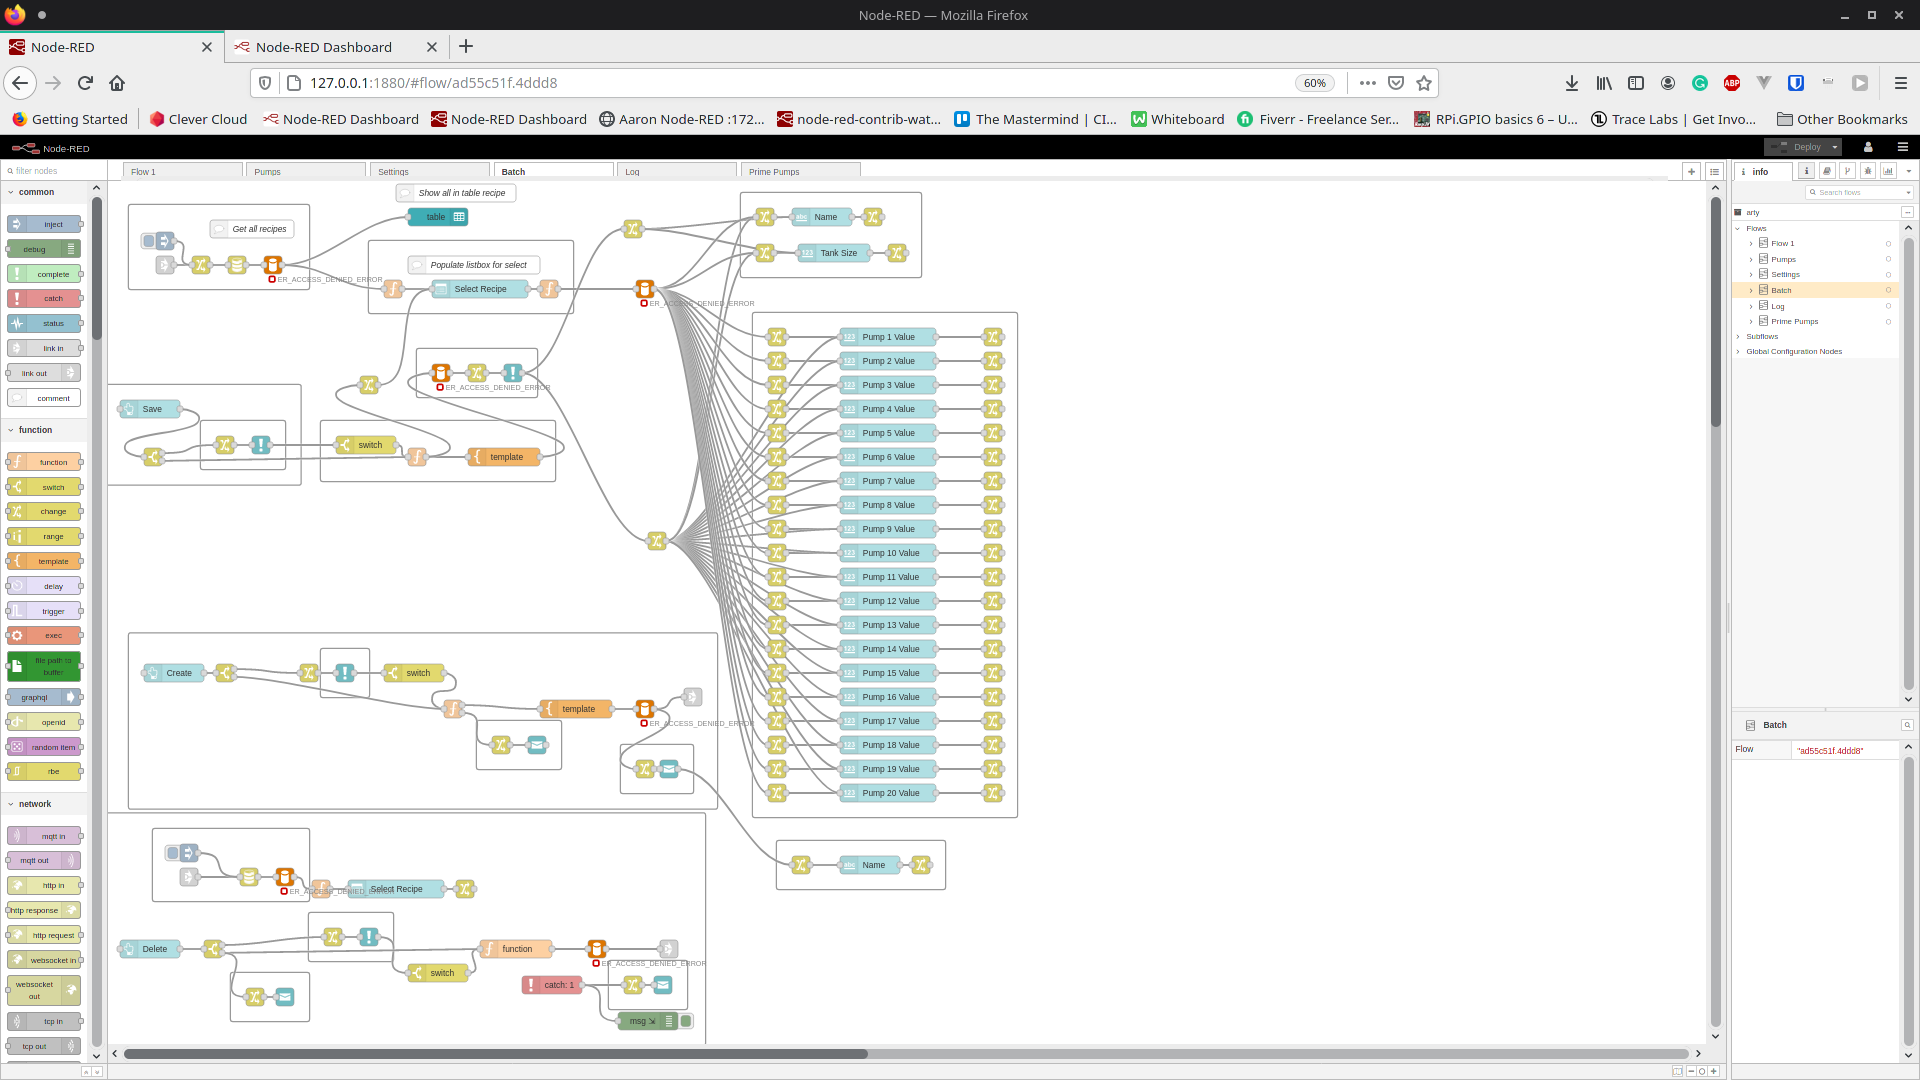 Node-RED — Mozilla Firefox
Node-RED
Node-RED Dashboard
127.0.0.1:1880/#flow/ad55c51f.4ddd8
60%
Getting Started
Clever Cloud
Node-RED Dashboard
Node-RED Dashboard
Aaron Node-RED :172...
node-red-contrib-wat...
The Mastermind | CI...
Whiteboard
Fiverr - Freelance Ser...
RPi.GPIO basics 6 – U...
Trace Labs | Get Invo...
Other Bookmarks
Node-RED
Deploy
filter nodes
common
inject
debug
complete
catch
status
link in
link out
comment
function
function
switch
change
range
template
delay
trigger
exec
file path to
buffer
graphql
openid
random item
rbe
network
mqtt in
mqtt out
http in
http response
http request
websocket in
websocket
out
tcp in
tcp out
Flow 1
Pumps
Settings
Batch
Log
Prime Pumps
Show all in table recipe
table
Get all recipes
ER_ACCESS_DENIED_ERROR
Populate listbox for select
Select Recipe
ER_ACCESS_DENIED_ERROR
Name
Tank Size
ER_ACCESS_DENIED_ERROR
Save
switch
template
Pump 1 Value
Pump 2 Value
Pump 3 Value
Pump 4 Value
Pump 5 Value
Pump 6 Value
Pump 7 Value
Pump 8 Value
Pump 9 Value
Pump 10 Value
Pump 11 Value
Pump 12 Value
Pump 13 Value
Pump 14 Value
Pump 15 Value
Pump 16 Value
Pump 17 Value
Pump 18 Value
Pump 19 Value
Pump 20 Value
Create
switch
template
ER_ACCESS_DENIED_ERROR
Name
ER_ACCESS_DENIED_ERROR
Select Recipe
Delete
switch
function
ER_ACCESS_DENIED_ERROR
catch: 1
msg
info
Search flows
arty
Flows
Flow 1
Pumps
Settings
Batch
Log
Prime Pumps
Subflows
Global Configuration Nodes
Batch
Flow
"ad55c51f.4ddd8"